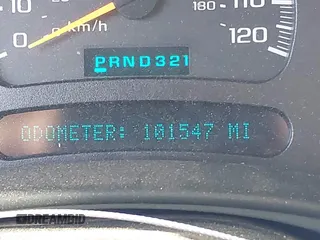 10
110
180
0
km/h
120
PRND321
ODOMETER: 101547 MI
DREAMBID